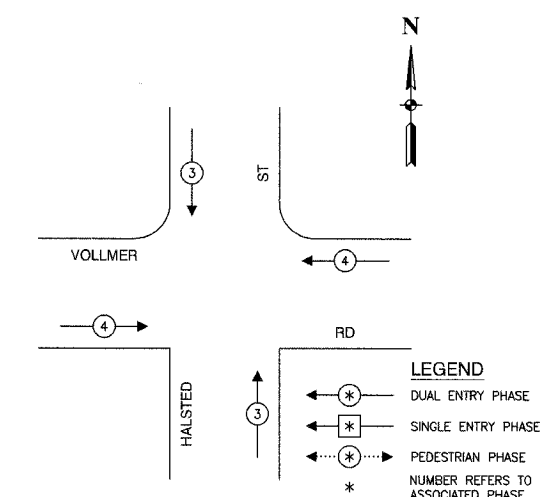 N
3
ST
VOLLMER
4
4
RD
HALSTED
3
LEGEND
* DUAL ENTRY PHASE
* SINGLE ENTRY PHASE
* PEDESTRIAN PHASE
* NUMBER REFERS TO
ASSOCIATED PHASE